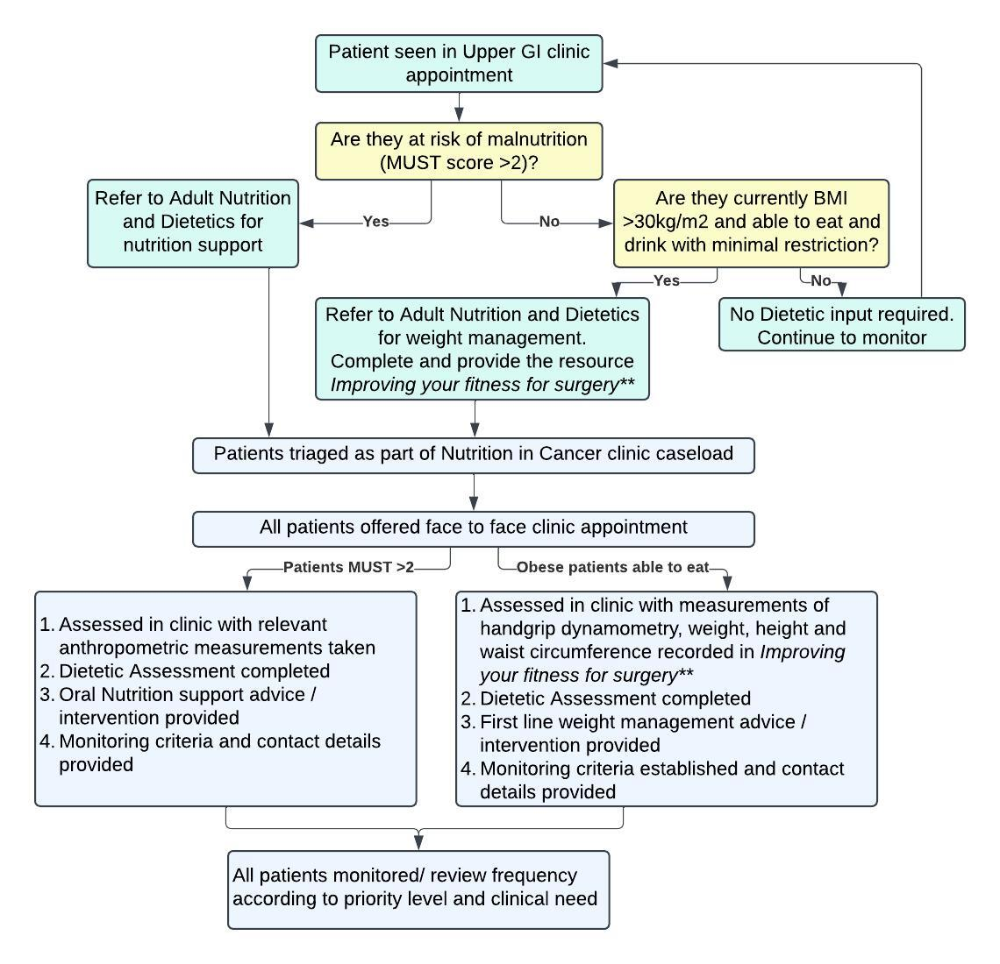 Patient seen in Upper GI clinic
appointment
Are they at risk of malnutrition
(MUST score >2)?
Refer to Adult Nutrition
and Dietetics for
nutrition support
Yes
No
Are they currently BMI
>30kg/m2 and able to eat and
drink with minimal restriction?
Yes
No
Refer to Adult Nutrition and Dietetics
for weight management.
Complete and provide the resource
Improving your fitness for surgery**
No Dietetic input required.
Continue to monitor
Patients triaged as part of Nutrition in Cancer clinic caseload
All patients offered face to face clinic appointment
Patients MUST >2
Obese patients able to eat
1. Assessed in clinic with relevant
anthropometric measurements taken
2. Dietetic Assessment completed
3. Oral Nutrition support advice /
intervention provided
4. Monitoring criteria and contact details
provided
1. Assessed in clinic with measurements of
handgrip dynamometry, weight, height and
waist circumference recorded in Improving
your fitness for surgery**
2. Dietetic Assessment completed
3. First line weight management advice /
intervention provided
4. Monitoring criteria established and contact
details provided
All patients monitored/ review frequency
according to priority level and clinical need